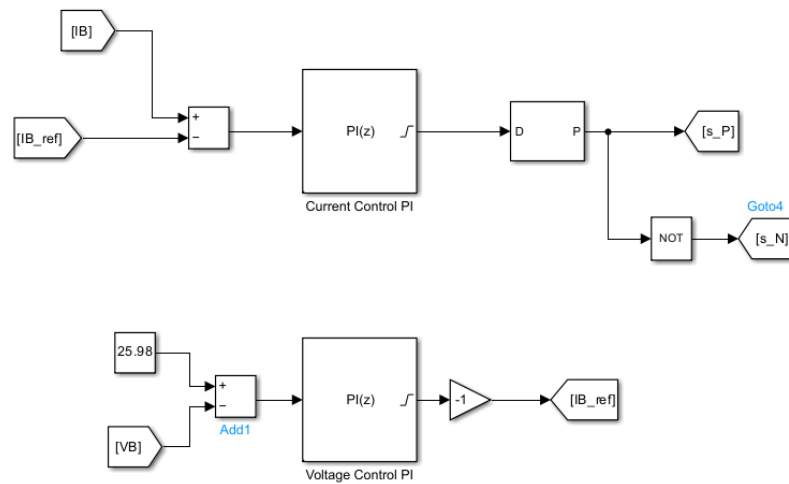 [IB]
+
−
[IB_ref]
PI(z)
Current Control PI
D
P
[s_P]
Goto4
NOT
[s_N]
25.98
+
−
[VB]
Add1
PI(z)
Voltage Control PI
-1
[IB_ref]